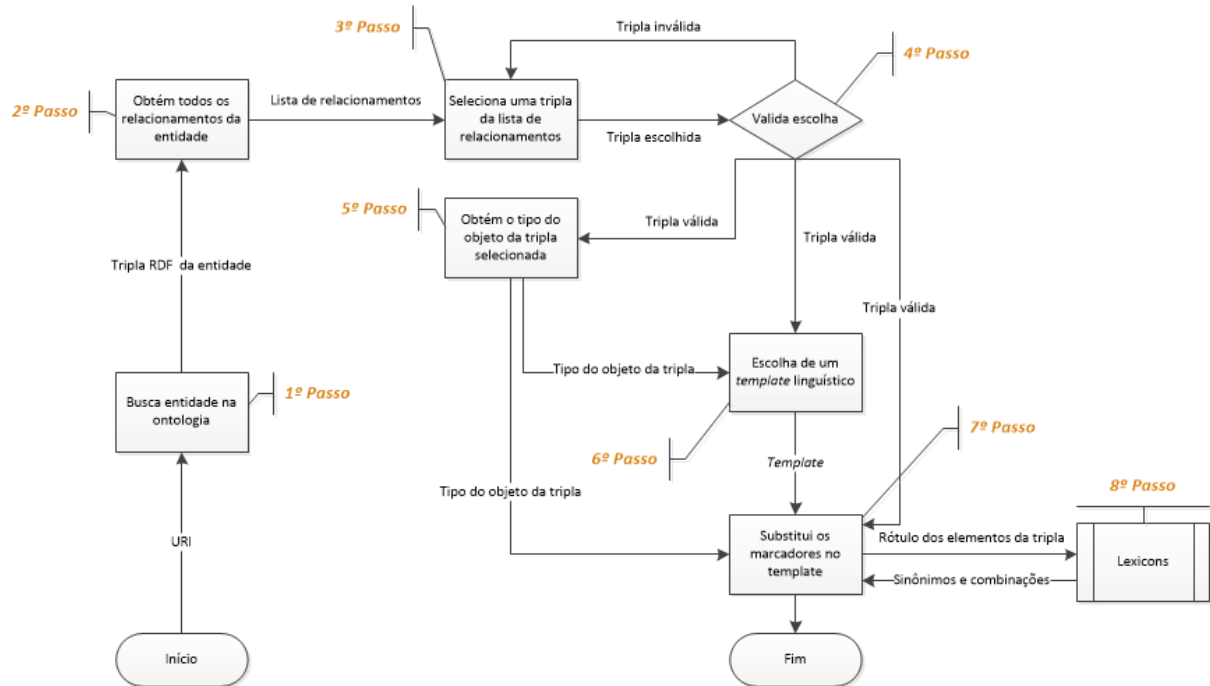 Tripla inválida
3º Passo
4º Passo
2º Passo
Obtém todos os
relacionamentos da
entidade
Lista de relacionamentos
Seleciona uma tripla
da lista de
relacionamentos
Tripla escolhida
Valida escolha
5º Passo
Obtém o tipo do
objeto da tripla
selecionada
Tripla válida
Tripla válida
Tripla RDF da entidade
Tripla válida
Tipo do objeto da tripla
Escolha de um
template linguístico
Busca entidade na
ontologia
1º Passo
6º Passo
Template
7º Passo
Tipo do objeto da tripla
8º Passo
URI
Substitui os
marcadores no
template
Rótulo dos elementos da tripla
Sinônimos e combinações
Lexicons
Início
Fim